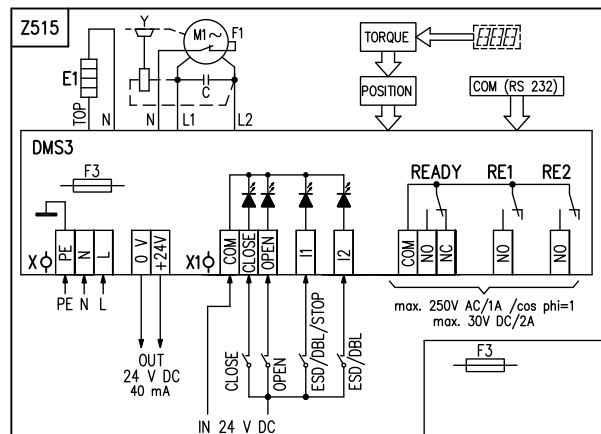 Z515
Y
M1~
F1
E1
C
TOP
N
N
L1
L2
TORQUE
POSITION
COM (RS 232)
DMS3
F3
READY
RE1
RE2
X
PE
N
L
0 V
+24V
X1
COM
CLOSE
OPEN
I1
I2
COM
NO
NC
NO
NO
PE N L
OUT
24 V DC
40 mA
CLOSE
OPEN
ESD/DBL/STOP
ESD/DBL
IN 24 V DC
max. 250V AC/1A /cos phi=1
max. 30V DC/2A
F3